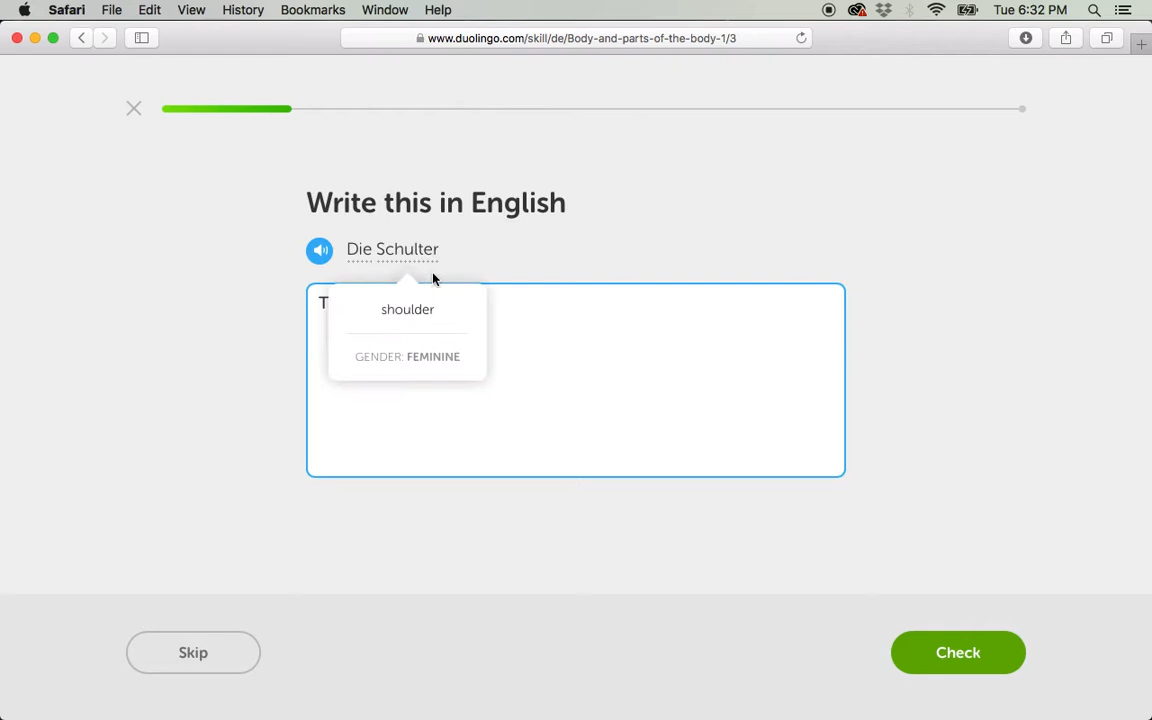 Safari File Edit View History Bookmarks Window Help Tue 6:32 PM
www.duolingo.com/skill/de/Body-and-parts-of-the-body-1/3
Write this in English
Die Schulter
T
shoulder
GENDER: FEMININE
Skip
Check